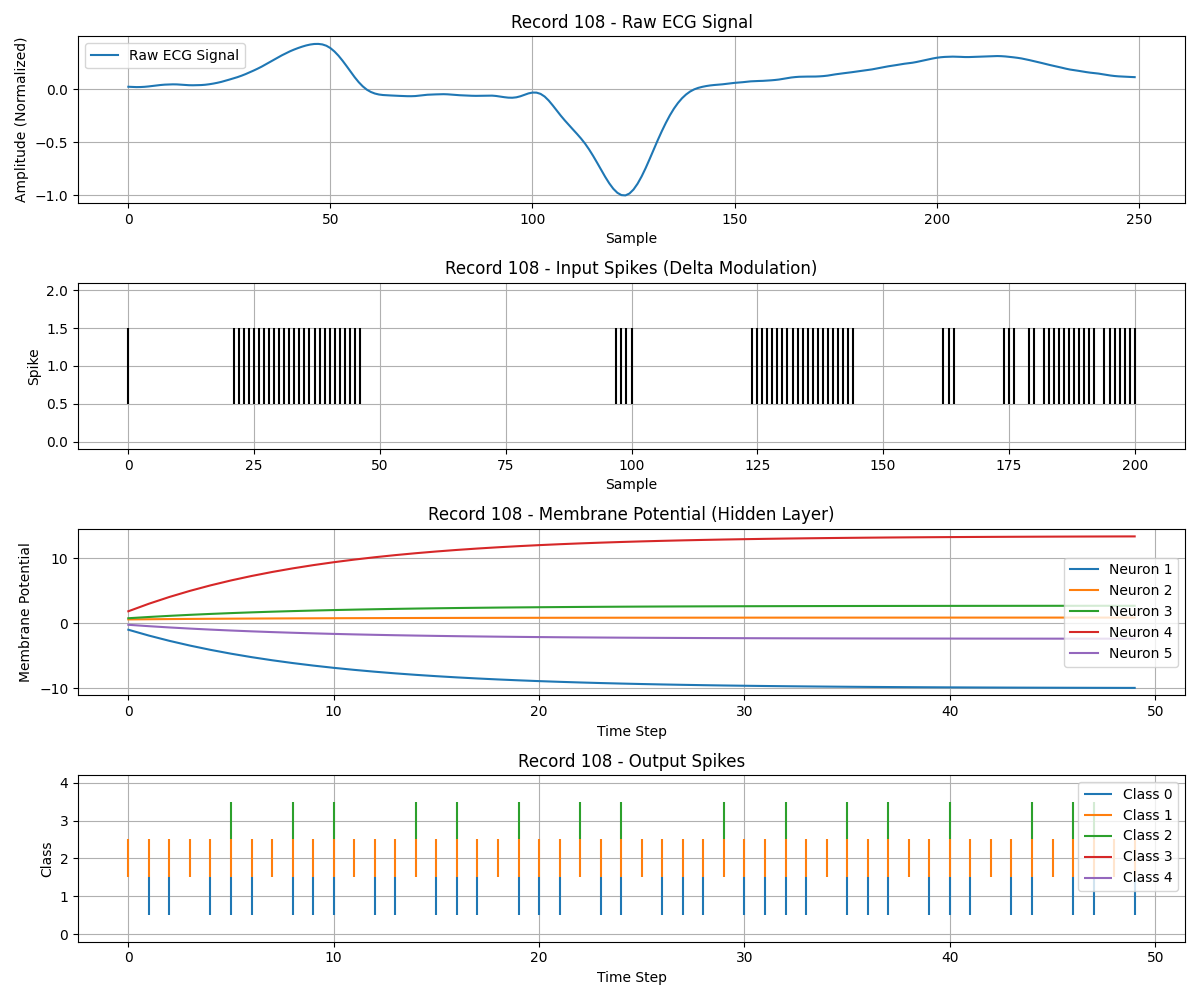 Record 108 - Raw ECG Signal
Amplitude (Normalized)
Raw ECG Signal
0.0
−0.5
−1.0
0 50 100 150 200 250
Sample
Record 108 - Input Spikes (Delta Modulation)
Spike
2.0
1.5
1.0
0.5
0.0
0 25 50 75 100 125 150 175 200
Sample
Record 108 - Membrane Potential (Hidden Layer)
Membrane Potential
10
0
−10
Neuron 1
Neuron 2
Neuron 3
Neuron 4
Neuron 5
0 10 20 30 40 50
Time Step
Record 108 - Output Spikes
Class
4
3
2
1
0
Class 0
Class 1
Class 2
Class 3
Class 4
0 10 20 30 40 50
Time Step